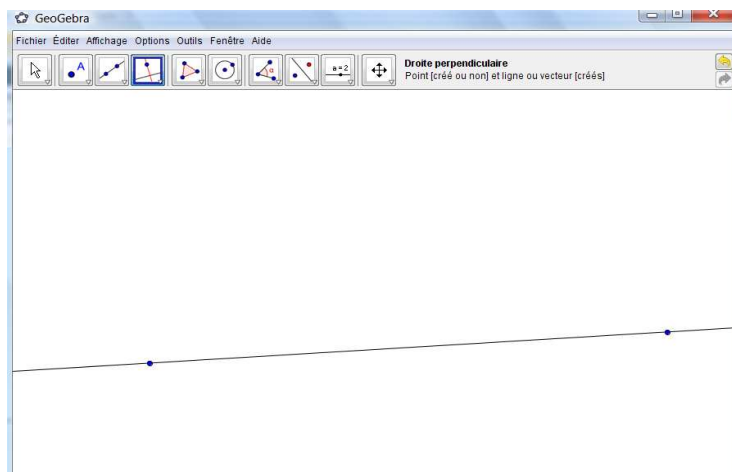 GeoGebra
Fichier Éditer Affichage Options Outils Fenêtre Aide
A
α
a = 2
Droite perpendiculaire
Point [créé ou non] et ligne ou vecteur [créés]